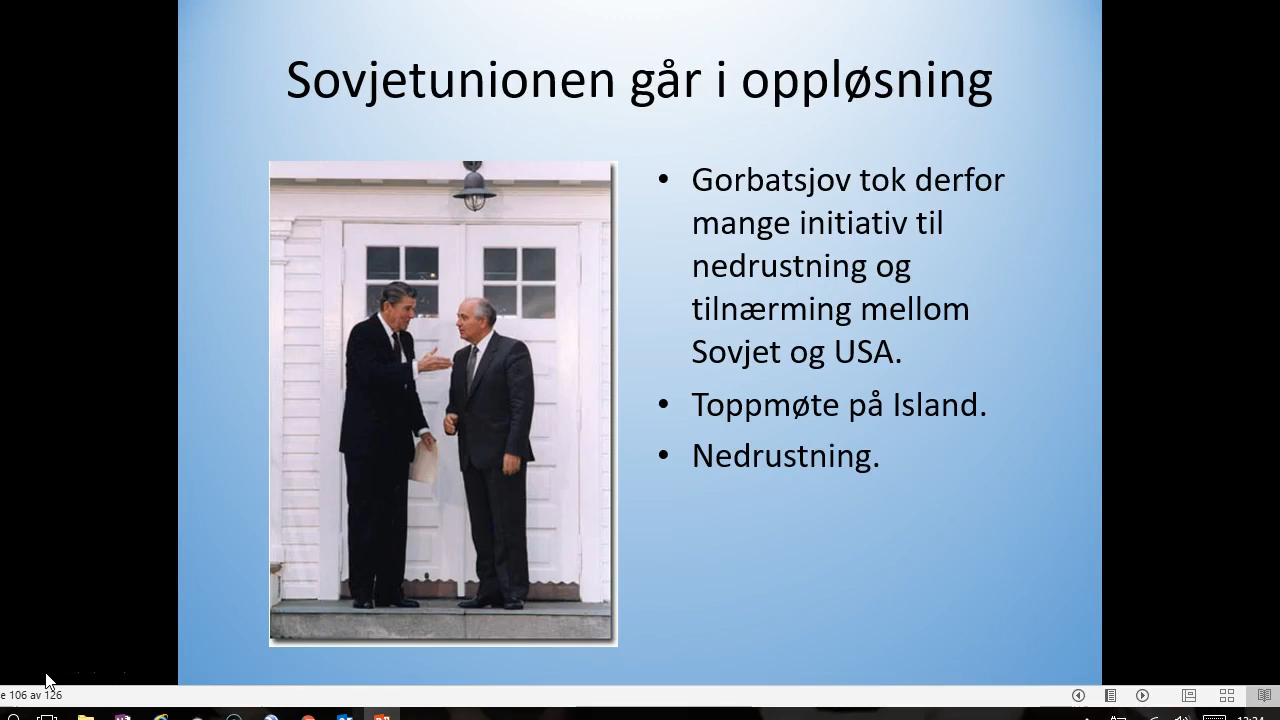 Sovjetunionen går i oppløsning
• Gorbatsjov tok derfor
mange initiativ til
nedrustning og
tilnærming mellom
Sovjet og USA.
• Toppmøte på Island.
• Nedrustning.
e 106 av 126